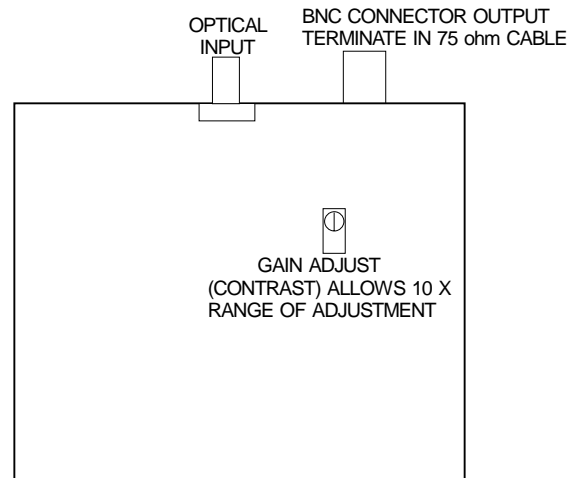 OPTICAL
INPUT
BNC CONNECTOR OUTPUT
TERMINATE IN 75 ohm CABLE
GAIN ADJUST
(CONTRAST) ALLOWS 10 X
RANGE OF ADJUSTMENT